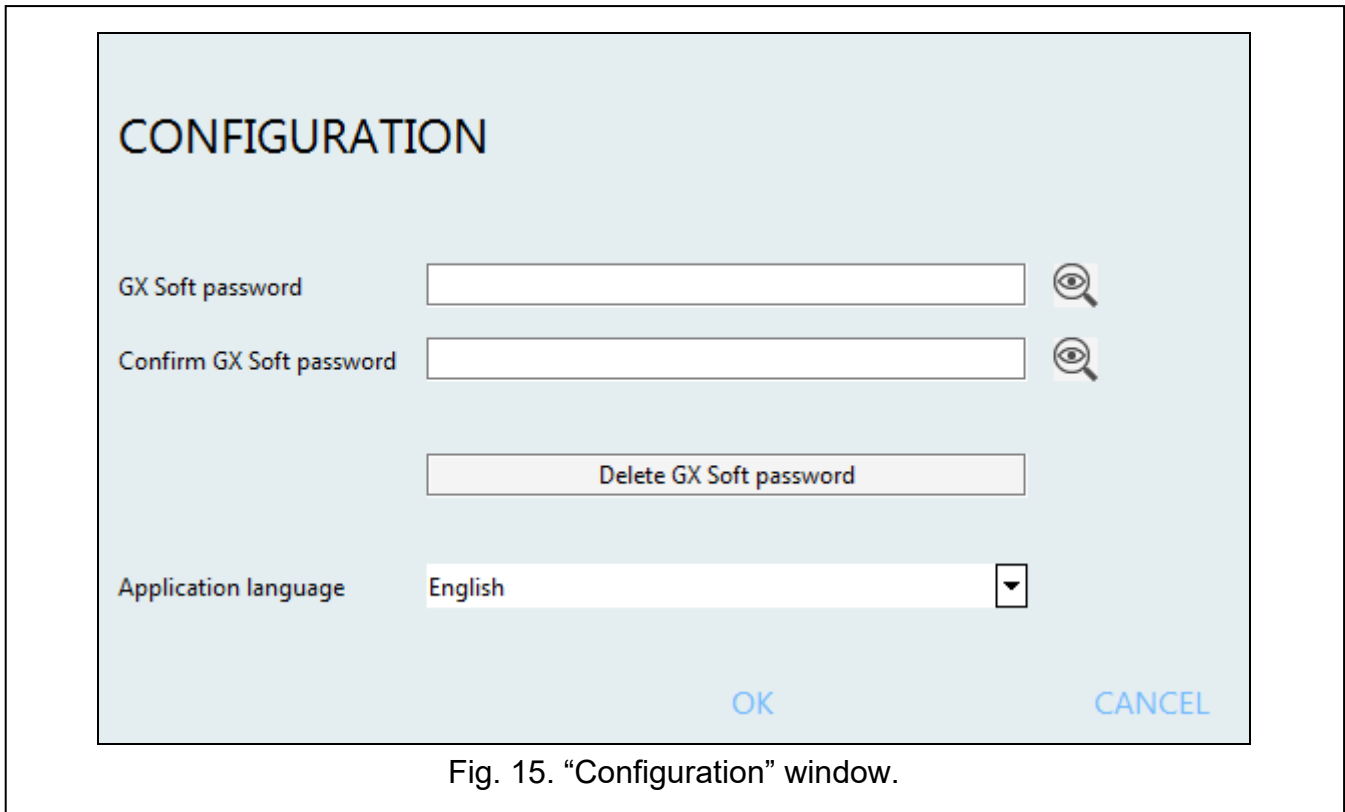 CONFIGURATION
GX Soft password
Confirm GX Soft password
Delete GX Soft password
Application language English
OK CANCEL
Fig. 15. “Configuration” window.